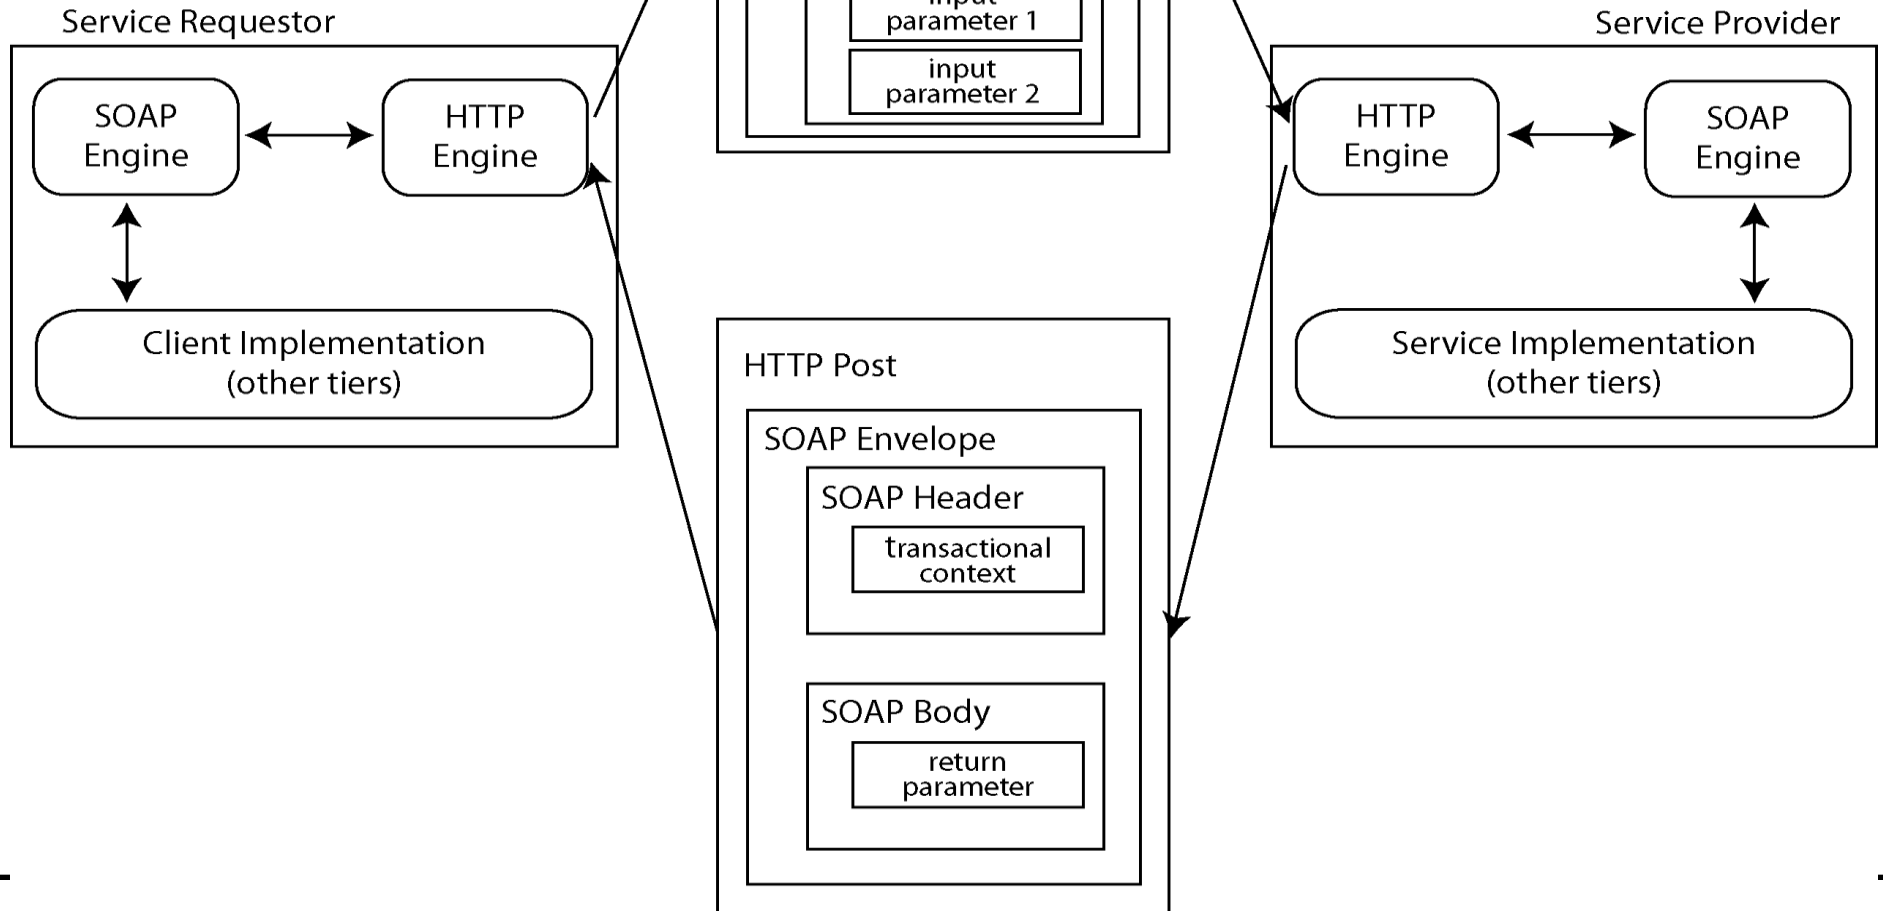 Service Requestor
SOAP
Engine
HTTP
Engine
Client Implementation
(other tiers)
input
parameter 1
input
parameter 2
HTTP Post
SOAP Envelope
SOAP Header
transactional
context
SOAP Body
return
parameter
Service Provider
HTTP
Engine
SOAP
Engine
Service Implementation
(other tiers)